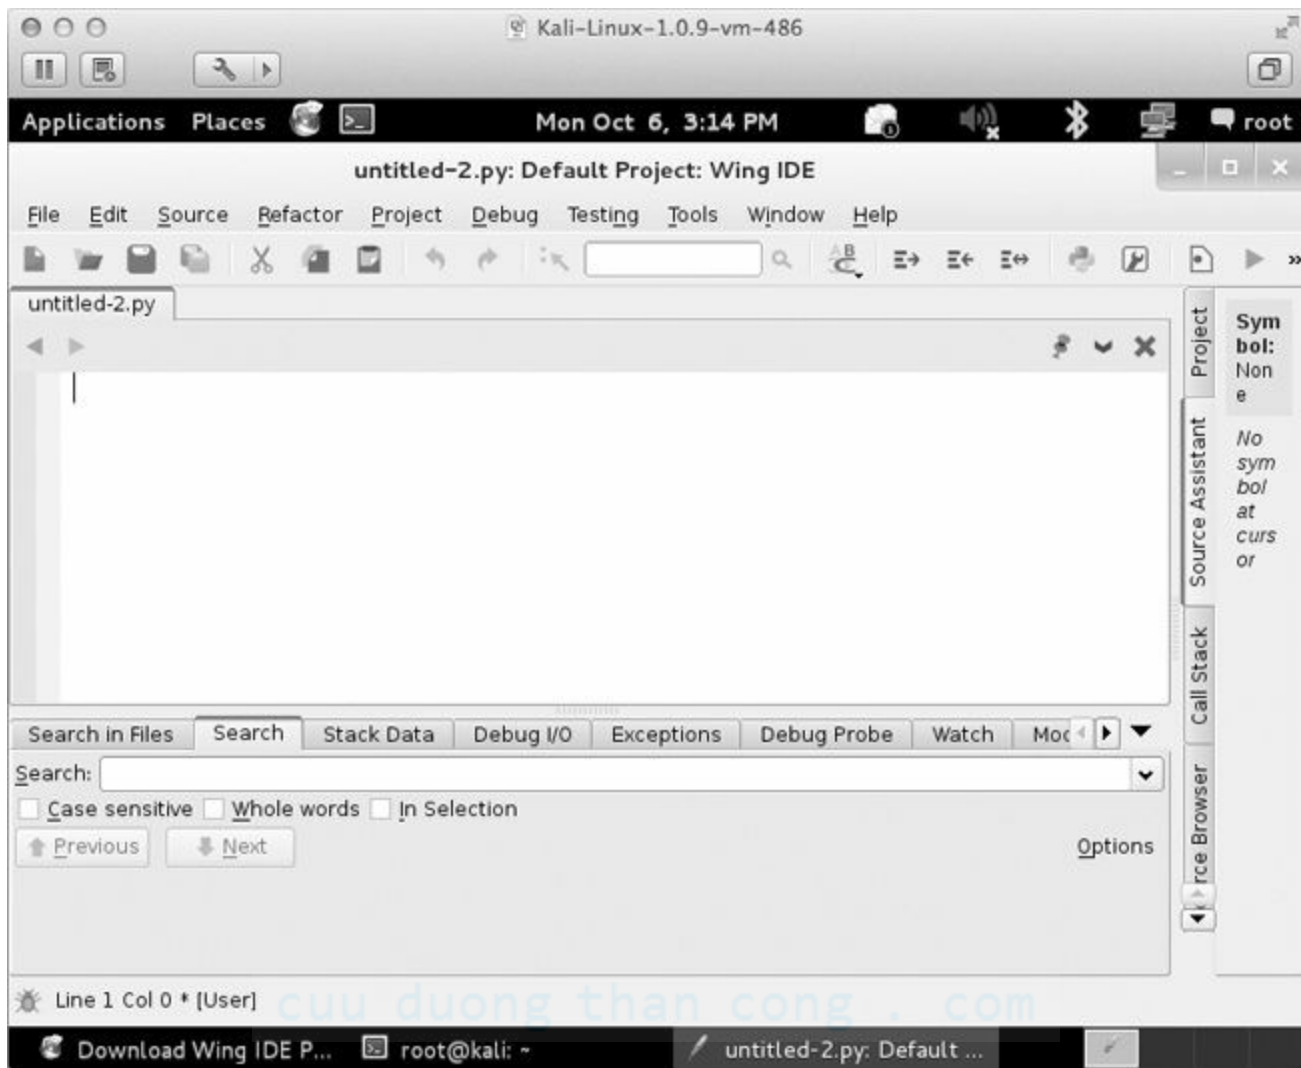 Kali-Linux-1.0.9-vm-486
Applications Places Mon Oct 6, 3:14 PM root
untitled-2.py: Default Project: Wing IDE
File Edit Source Refactor Project Debug Testing Tools Window Help
untitled-2.py
Project
Source Assistant
Call Stack
rce Browser
Sym
bol:
Non
e
No
sym
bol
at
curs
or
Search in Files Search Stack Data Debug I/O Exceptions Debug Probe Watch Moc
Search:
Case sensitive Whole words In Selection
Previous Next Options
Line 1 Col 0 * [User]
cuu duong than cong . com
Download Wing IDE P... root@kali: ~ untitled-2.py: Default ...